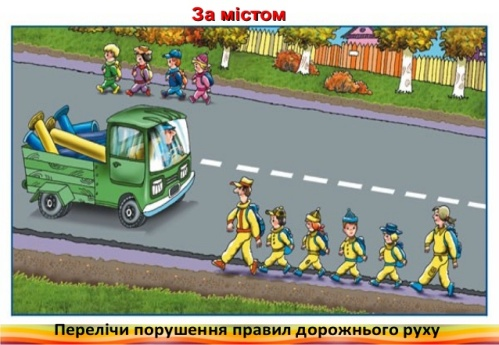 За містом
Перелічи порушення правил дорожнього руху